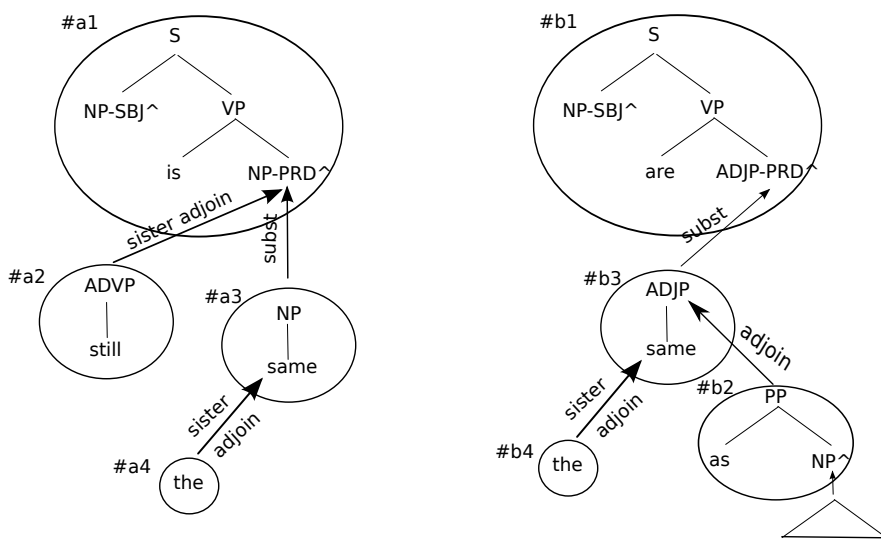 #a1
S
NP-SBJ^
VP
is
NP-PRD^
sister adjoin
subst
#a2
ADVP
still
#a3
NP
same
sister
adjoin
#a4
the
#b1
S
NP-SBJ^
VP
are
ADJP-PRD^
subst
#b3
ADJP
same
adjoin
sister
adjoin
#b2
PP
as
NP^
#b4
the